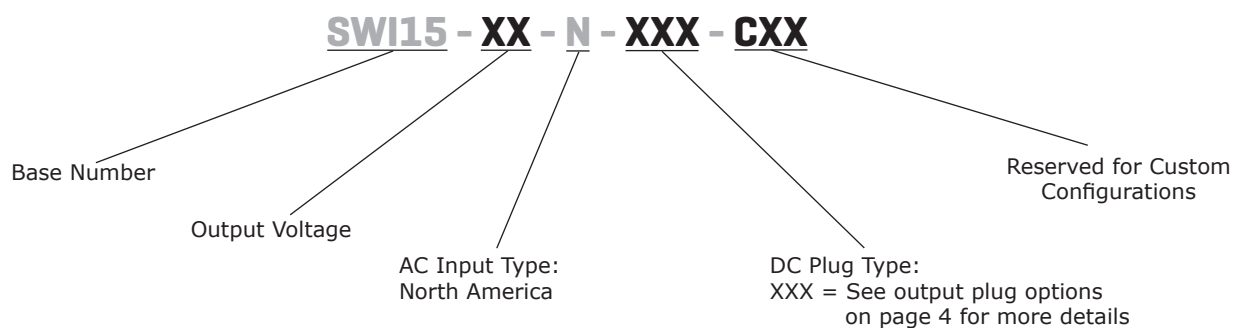 SWI15 - XX - N - XXX - CXX
Base Number
Output Voltage
AC Input Type:
North America
DC Plug Type:
XXX = See output plug options
on page 4 for more details
Reserved for Custom
Configurations